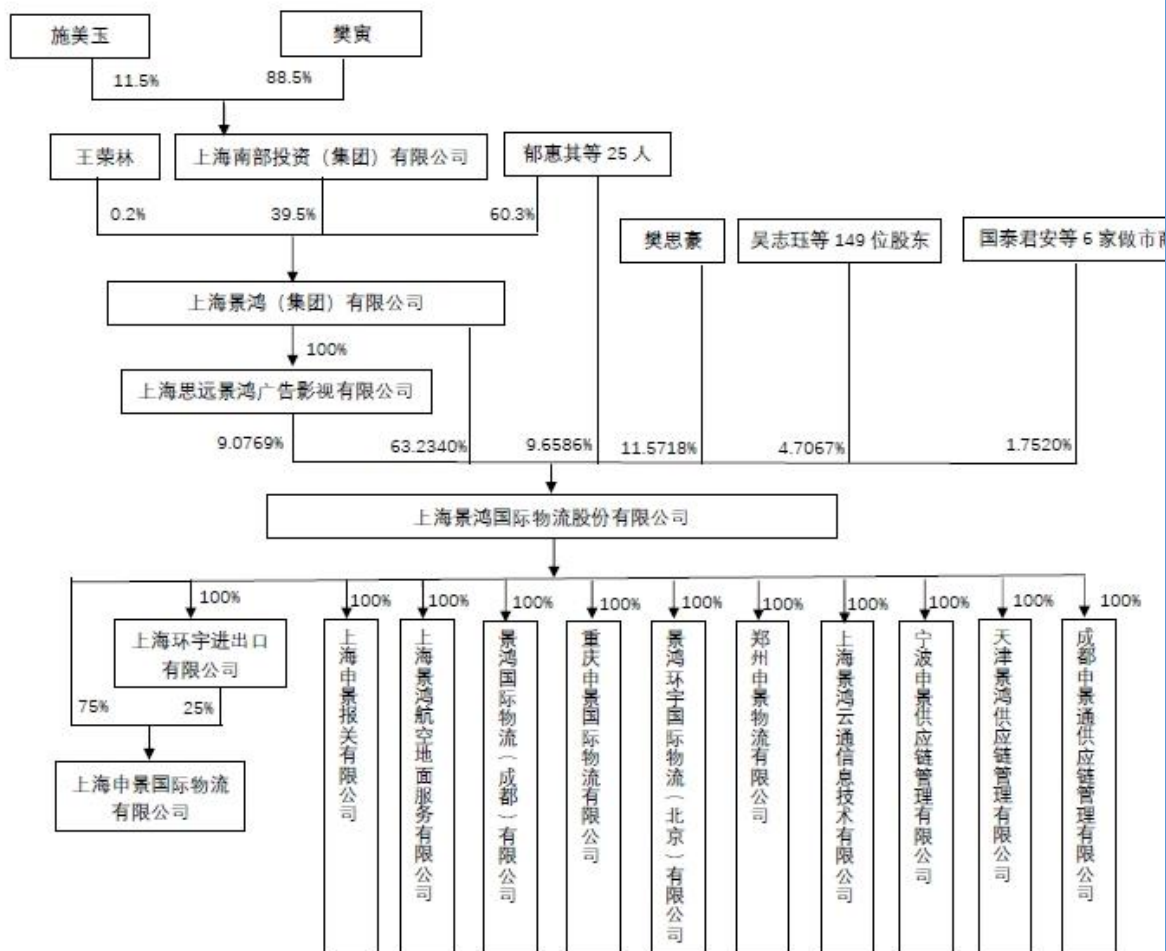 施美玉
樊寅
11.5%
88.5%
王荣林
上海南部投资（集团）有限公司
郁惠其等 25 人
0.2%
39.5%
60.3%
樊思豪
吴志珏等 149 位股东
国泰君安等 6 家做市商
上海景鸿（集团）有限公司
100%
上海思远景鸿广告影视有限公司
9.0769%
63.2340%
9.6586%
11.5718%
4.7067%
1.7520%
上海景鸿国际物流股份有限公司
100%
100%
100%
100%
100%
100%
100%
100%
100%
100%
100%
上海环宇进出口
有限公司
75%
25%
上海申景国际物流
有限公司
上海申景报关有限公司
上海景鸿航空地面服务有限公司
景鸿国际物流（成都）有限公司
重庆申景国际物流有限公司
景鸿环宇国际物流（北京）有限公司
郑州申景物流有限公司
上海景鸿云通信息技术有限公司
宁波申景供应链管理有限公司
天津景鸿供应链管理有限公司
成都申景通供应链管理有限公司